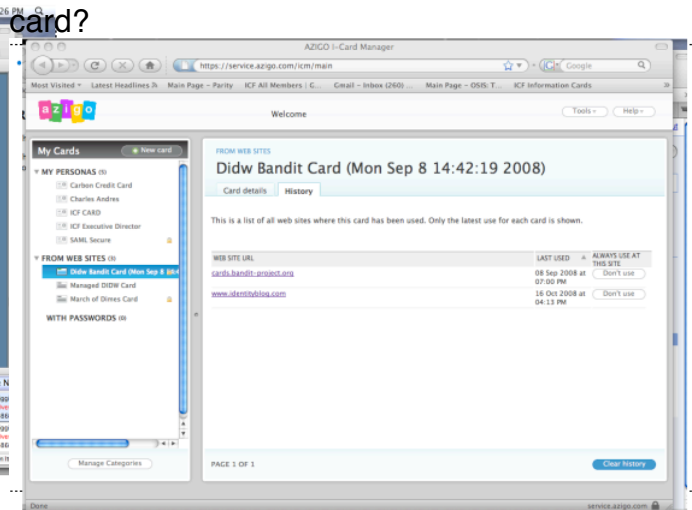 26 PM
card?
AZIGO I-Card Manager
https://service.azigo.com/icm/main
Google
Most Visited Latest Headlines Main Page - Parity ICF All Members : C... Gmail - Inbox (260) ... Main Page - OSIS: T... ICF Information Cards
azigo
Welcome
Tools Help
My Cards
New card
MY PERSONAS (5)
Carbon Credit Card
Charles Andres
ICF CARD
ICF Executive Director
SAML Secure
FROM WEB SITES (3)
Didw Bandit Card (Mon Sep 8
Managed DIDW Card
March of Dimes Card
WITH PASSWORDS (0)
Manage Categories
FROM WEB SITES
Didw Bandit Card (Mon Sep 8 14:42:19 2008)
Card details History
This is a list of all web sites where this card has been used. Only the latest use for each card is shown.
WEB SITE URL LAST USED ALWAYS USE AT
THIS SITE
cards.bandit-project.org 08 Sep 2008 at Don't use
07:00 PM
www.identityblog.com 16 Oct 2008 at Don't use
04:13 PM
PAGE 1 OF 1 Clear history
Done service.azigo.com